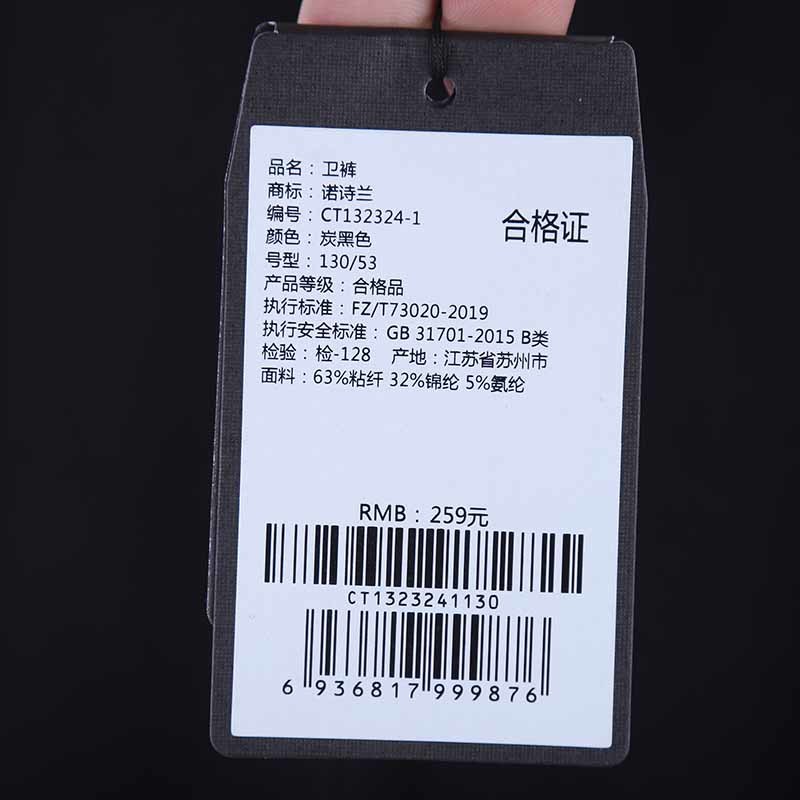 品名：卫裤
商标：诺诗兰
编号：CT132324-1
合格证
颜色：炭黑色
号型：130/53
产品等级：合格品
执行标准：FZ/T73020-2019
执行安全标准：GB 31701-2015 B类
检验：检-128 产地：江苏省苏州市
面料：63%粘纤 32%锦纶 5%氨纶
RMB：259元
CT1323241130
6 936817 999876